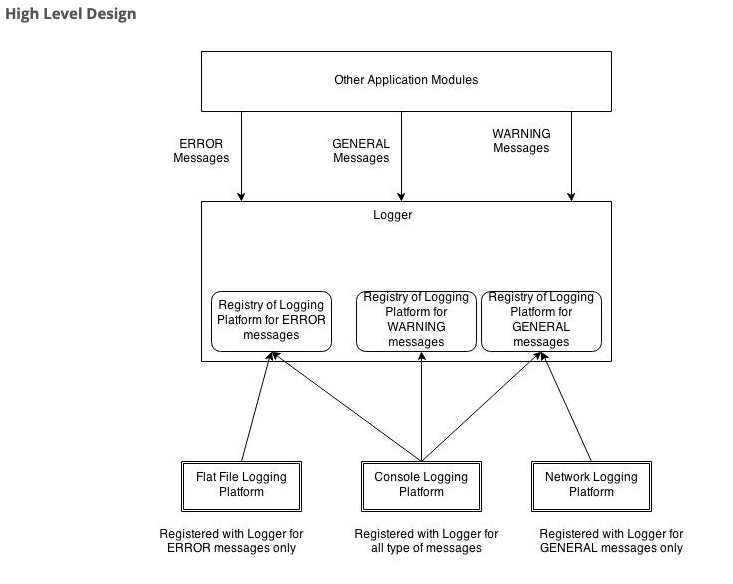 High Level Design
Other Application Modules
ERROR
Messages
GENERAL
Messages
WARNING
Messages
Logger
Registry of Logging
Platform for ERROR
messages
Registry of Logging
Platform for
WARNING
messages
Registry of Logging
Platform for
GENERAL
messages
Flat File Logging
Platform
Console Logging
Platform
Network Logging
Platform
Registered with Logger for
ERROR messages only
Registered with Logger for
all type of messages
Registered with Logger for
GENERAL messages only